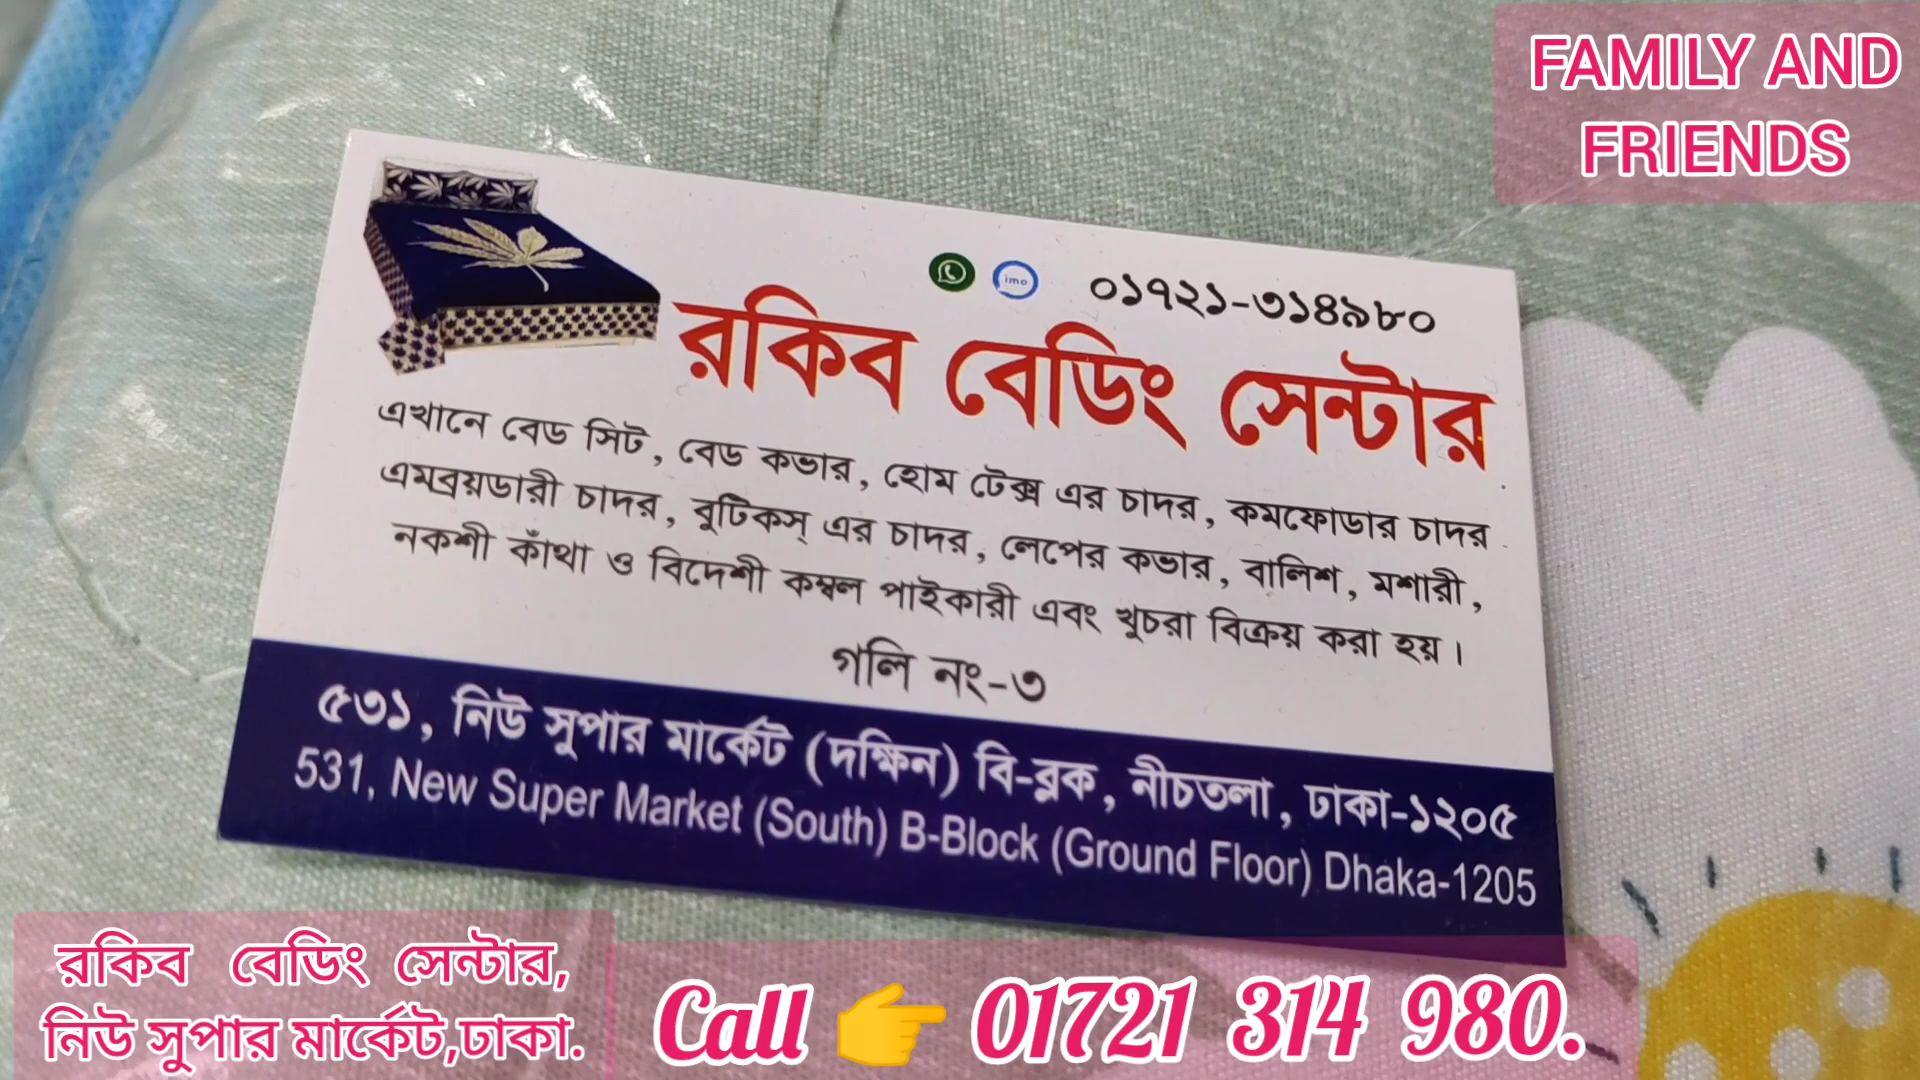 FAMILY AND
FRIENDS
imo
০১৭২১-৩১৪৯৮০
রকিব বেডিং সেন্টার
এখানে বেড সিট, বেড কভার, হোম টেক্স এর চাদর, কমফোডার চাদর
এমব্রয়ডারী চাদর, বুটিকস্ এর চাদর, লেপের কভার, বালিশ, মশারী,
নকশী কাঁথা ও বিদেশী কম্বল পাইকারী এবং খুচরা বিক্রয় করা হয়।
গলি নং-৩
৫৩১, নিউ সুপার মার্কেট (দক্ষিন) বি-ব্লক, নীচতলা, ঢাকা-১২০৫
531, New Super Market (South) B-Block (Ground Floor) Dhaka-1205
রকিব বেডিং সেন্টার,
নিউ সুপার মার্কেট,ঢাকা.
Call 👉 01721 314 980.